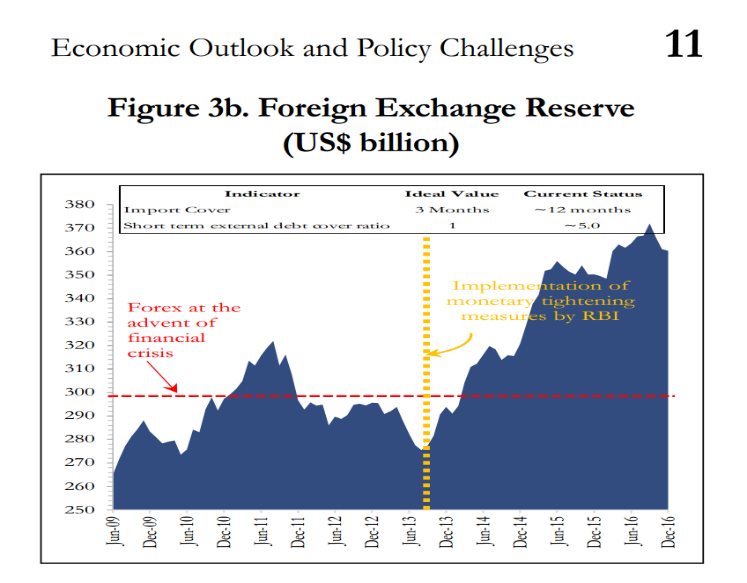 Economic Outlook and Policy Challenges 11
Figure 3b. Foreign Exchange Reserve
(US$ billion)
Indicator Ideal Value Current Status
Import Cover 3 Months ~12 months
Short term external debt cover ratio 1 ~5.0
380
370
360
350
340
330
320
310
300
290
280
270
260
250
Forex at the
advent of
financial
crisis
Implementation of
monetary tightening
measures by RBI
Jun-09 Dec-09 Jun-10 Dec-10 Jun-11 Dec-11 Jun-12 Dec-12 Jun-13 Dec-13 Jun-14 Dec-14 Jun-15 Dec-15 Jun-16 Dec-16